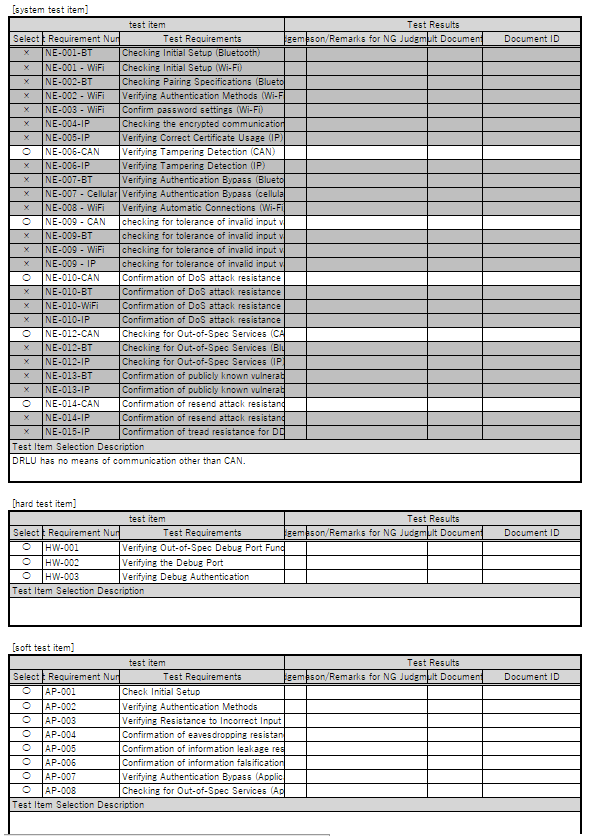 [system test item]
test item Test Results
Select t Requirement Num Test Requirements dgeme ason/Remarks for NG Judgme ult Document Document ID
× NE-001-BT Checking Initial Setup (Bluetooth)
× NE-001 - WiFi Checking Initial Setup (Wi-Fi)
× NE-002-BT Checking Pairing Specifications (Blueto
× NE-002 - WiFi Verifying Authentication Methods (Wi-F
× NE-003 - WiFi Confirm password settings (Wi-Fi)
× NE-004-IP Checking the encrypted communication
× NE-005-IP Verifying Correct Certificate Usage (IP)
○ NE-006-CAN Verifying Tampering Detection (CAN)
× NE-006-IP Verifying Tampering Detection (IP)
× NE-007-BT Verifying Authentication Bypass (Blueto
× NE-007 - Cellular Verifying Authentication Bypass (cellula
× NE-008 - WiFi Verifying Automatic Connections (Wi-Fi
○ NE-009 - CAN checking for tolerance of invalid input v
× NE-009-BT checking for tolerance of invalid input v
× NE-009 - WiFi checking for tolerance of invalid input v
× NE-009 - IP checking for tolerance of invalid input v
○ NE-010-CAN Confirmation of DoS attack resistance
× NE-010-BT Confirmation of DoS attack resistance
× NE-010-WiFi Confirmation of DoS attack resistance
× NE-010-IP Confirmation of DoS attack resistance
○ NE-012-CAN Checking for Out-of-Spec Services (CA
× NE-012-BT Checking for Out-of-Spec Services (Blu
× NE-012-IP Checking for Out-of-Spec Services (IP)
× NE-013-BT Confirmation of publicly known vulnerab
× NE-013-IP Confirmation of publicly known vulnerab
○ NE-014-CAN Confirmation of resend attack resistanc
× NE-014-IP Confirmation of resend attack resistanc
× NE-015-IP Confirmation of tread resistance for DD
Test Item Selection Description
DRLU has no means of communication other than CAN.
[hard test item]
test item Test Results
Select t Requirement Num Test Requirements dgeme ason/Remarks for NG Judgme ult Document Document ID
○ HW-001 Verifying Out-of-Spec Debug Port Func
○ HW-002 Verifying the Debug Port
○ HW-003 Verifying Debug Authentication
Test Item Selection Description
[soft test item]
test item Test Results
Select t Requirement Num Test Requirements dgeme ason/Remarks for NG Judgme ult Document Document ID
○ AP-001 Check Initial Setup
○ AP-002 Verifying Authentication Methods
○ AP-003 Verifying Resistance to Incorrect Input
○ AP-004 Confirmation of eavesdropping resistan
○ AP-005 Confirmation of information leakage res
○ AP-006 Confirmation of information falsification
○ AP-007 Verifying Authentication Bypass (Applic
○ AP-008 Checking for Out-of-Spec Services (Ap
Test Item Selection Description